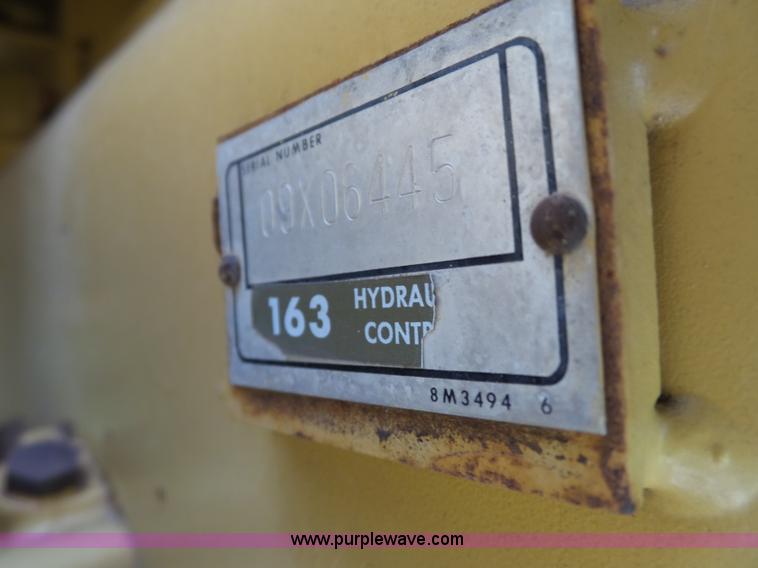 SERIAL NUMBER
09X06445
163 HYDRAU
CONTR
8M3494 6
www.purplewave.com